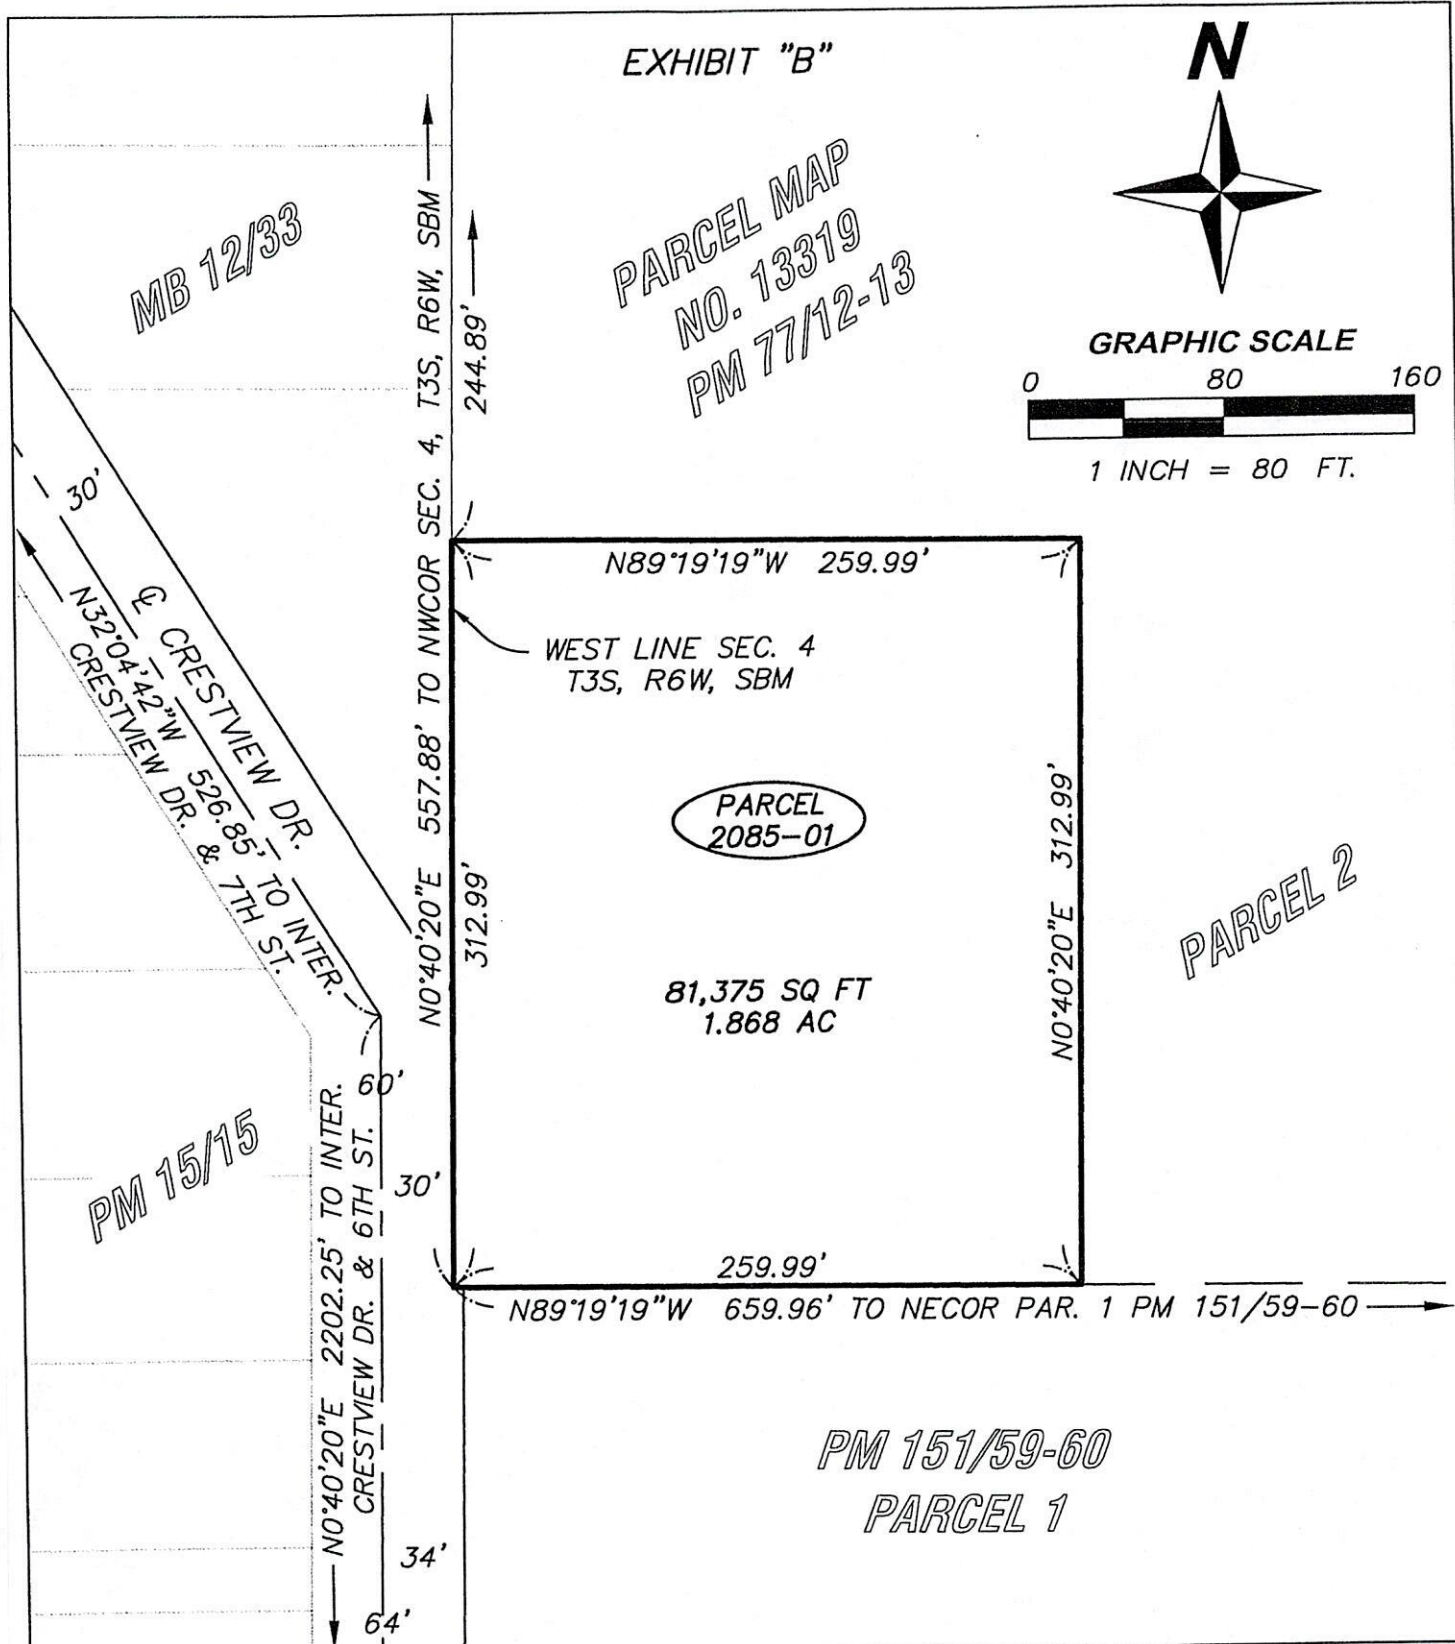 EXHIBIT "B"
N
GRAPHIC SCALE
0 80 160
1 INCH = 80 FT.
MB 12/33
PARCEL MAP
NO. 13319
PM 77/12-13
N0°40'20"E 557.88' TO NWCOR SEC. 4, T3S, R6W, SBM
244.89'
30'
℄ CRESTVIEW DR.
N32°04'42"W 526.85' TO INTER.
CRESTVIEW DR. & 7TH ST.
N89°19'19"W 259.99'
WEST LINE SEC. 4
T3S, R6W, SBM
PARCEL
2085-01
312.99'
N0°40'20"E 312.99'
81,375 SQ FT
1.868 AC
PARCEL 2
60'
30'
PM 15/15
N0°40'20"E 2202.25' TO INTER.
CRESTVIEW DR. & 6TH ST.
259.99'
N89°19'19"W 659.96' TO NECOR PAR. 1 PM 151/59-60
PM 151/59-60
PARCEL 1
34'
64'